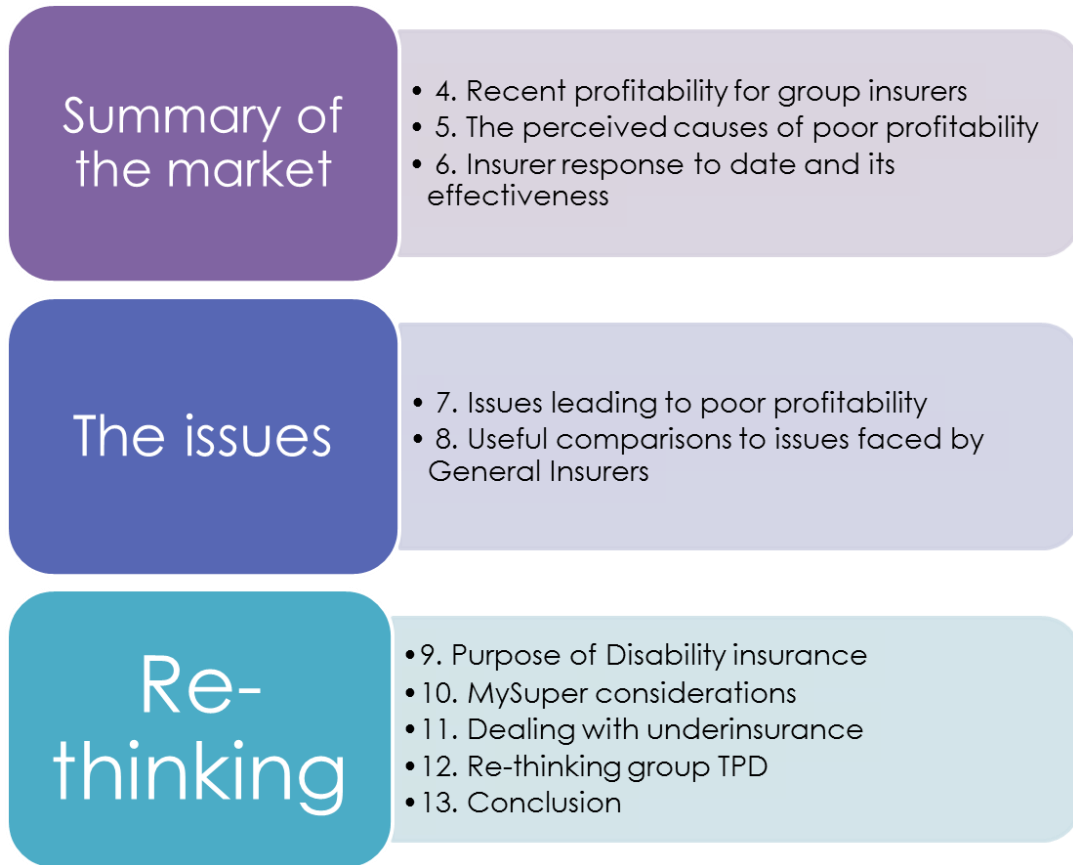 Summary of
the market
• 4. Recent profitability for group insurers
• 5. The perceived causes of poor profitability
• 6. Insurer response to date and its
effectiveness
The issues
• 7. Issues leading to poor profitability
• 8. Useful comparisons to issues faced by
General Insurers
Re-
thinking
•9. Purpose of Disability insurance
•10. MySuper considerations
•11. Dealing with underinsurance
•12. Re-thinking group TPD
•13. Conclusion